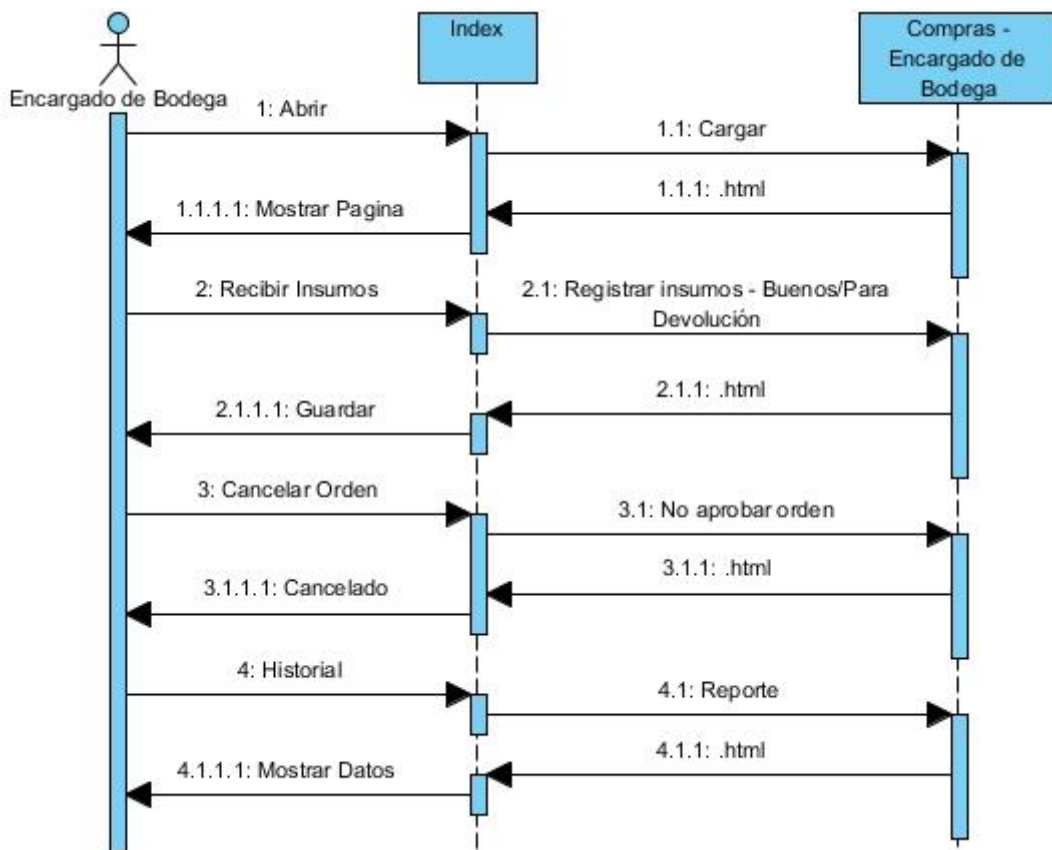 Index
Compras -
Encargado de
Bodega
Encargado de Bodega
1: Abrir
1.1: Cargar
1.1.1: .html
1.1.1.1: Mostrar Pagina
2: Recibir Insumos
2.1: Registrar insumos - Buenos/Para
Devolución
2.1.1: .html
2.1.1.1: Guardar
3: Cancelar Orden
3.1: No aprobar orden
3.1.1: .html
3.1.1.1: Cancelado
4: Historial
4.1: Reporte
4.1.1: .html
4.1.1.1: Mostrar Datos